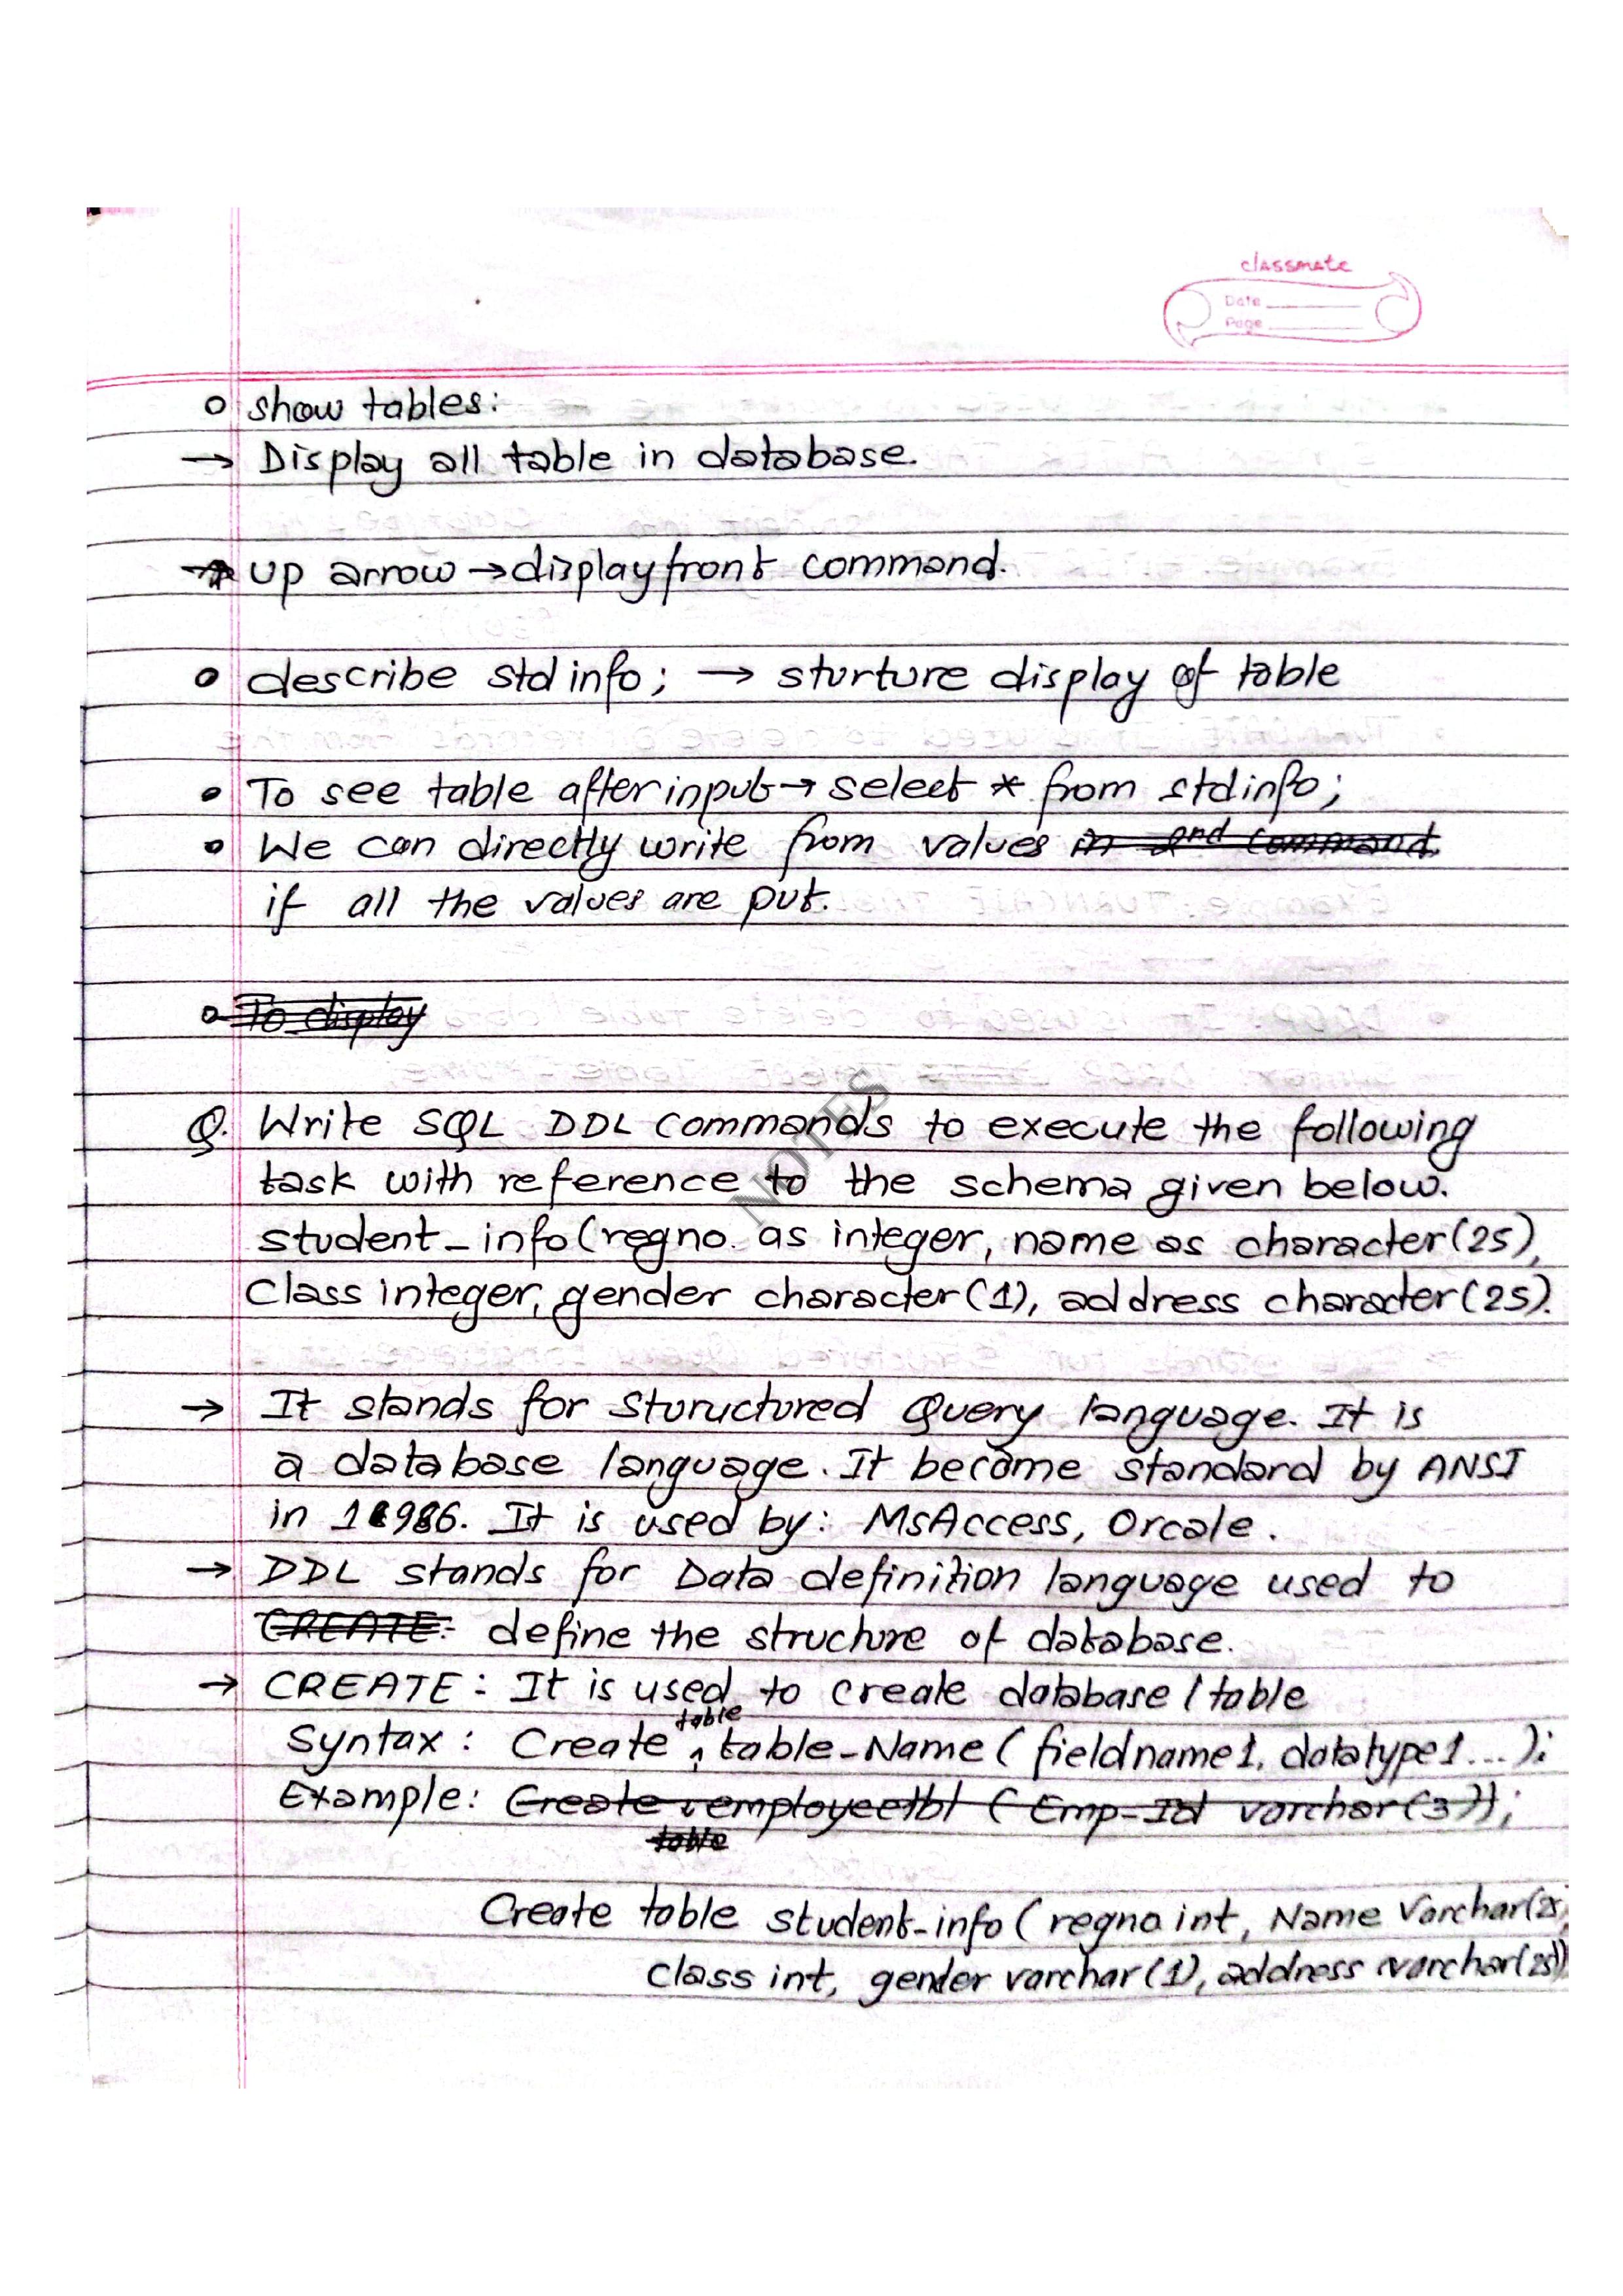 classmate
Date
Page
o show tables:
→ Display all table in database.
up arrow → display front command.
o describe std info; → sturture display of table
• To see table after input → select * from stdinfo;
• We can directly write from values in 2nd command
if all the values are put.
o To display
Q. Write SQL DDL commands to execute the following
task with reference to the schema given below.
student_info(regno. as integer, name as character(25),
Class integer, gender character(1), address character(25).
→ It stands for Stuructured Query language. It is
a database language. It become standard by ANSI
in 1986. It is used by: MsAccess, Orcale.
→ DDL stands for Data definition language used to
CREATE: define the structure of database.
→ CREATE: It is used to create database / table
table
Syntax: Create table-Name ( fieldname1, datatype1... );
Example: Create employeetbl ( Emp-Id varchar(3));
table
Create table student-info ( regno int, Name Varchar(25,
class int, gender varchar(1), address varchar(25))
NOTES